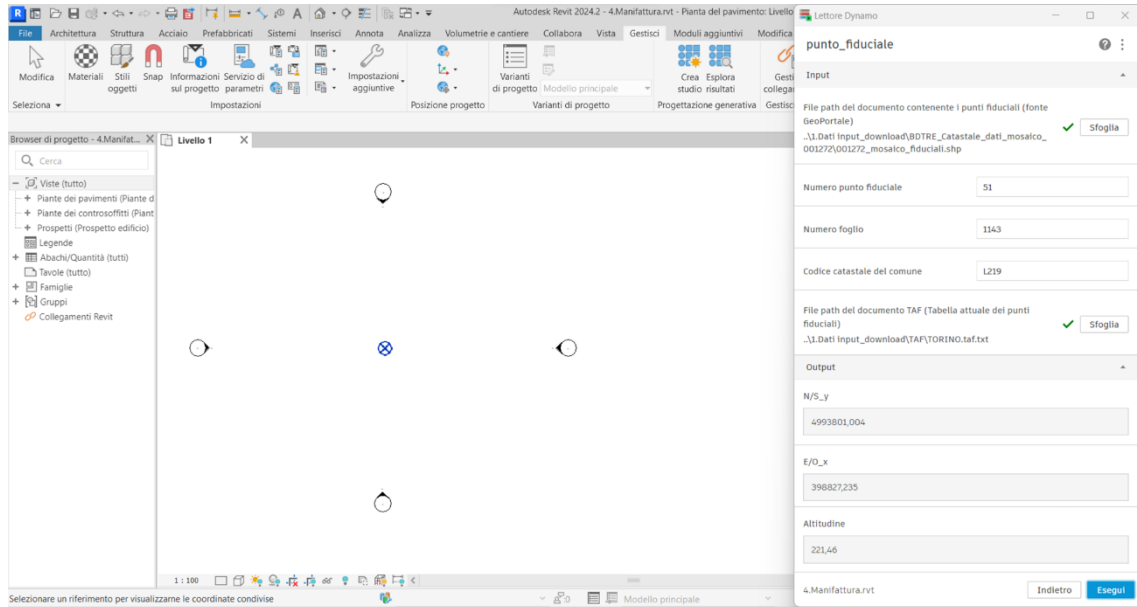 Autodesk Revit 2024.2 - 4.Manifattura.rvt - Pianta del pavimento: Livello
File Architettura Struttura Acciaio Prefabbricati Sistemi Inserisci Annota Analizza Volumetrie e cantiere Collabora Vista Gestisci Moduli aggiuntivi Modifica
Modifica
Materiali
Stili oggetti
Snap
Informazioni sul progetto
Servizio di parametri
Impostazioni aggiuntive
Varianti di progetto
Modello principale
Crea studio
Esplora risultati
Seleziona
Impostazioni
Posizione progetto
Varianti di progetto
Progettazione generativa
Browser di progetto - 4.Manifat...
Livello 1
Cerca
Viste (tutto)
Piante dei pavimenti (Piante d
Piante dei controsoffitti (Piant
Prospetti (Prospetto edificio)
Legende
Abachi/Quantità (tutti)
Tavole (tutto)
Famiglie
Gruppi
Collegamenti Revit
1 : 100
Selezionare un riferimento per visualizzarne le coordinate condivise
:0
Modello principale
Lettore Dynamo
punto_fiduciale
Input
File path del documento contenente i punti fiduciali (fonte
GeoPortale)
..\1.Dati input_download\BDTRE_Catastale_dati_mosaico_
001272\001272_mosaico_fiduciali.shp
Sfoglia
Numero punto fiduciale 51
Numero foglio 1143
Codice catastale del comune L219
File path del documento TAF (Tabella attuale dei punti
fiduciali)
..\1.Dati input_download\TAF\TORINO.taf.txt
Sfoglia
Output
N/S_y
4993801,004
E/O_x
398827,235
Altitudine
221,46
4.Manifattura.rvt
Indietro
Esegui